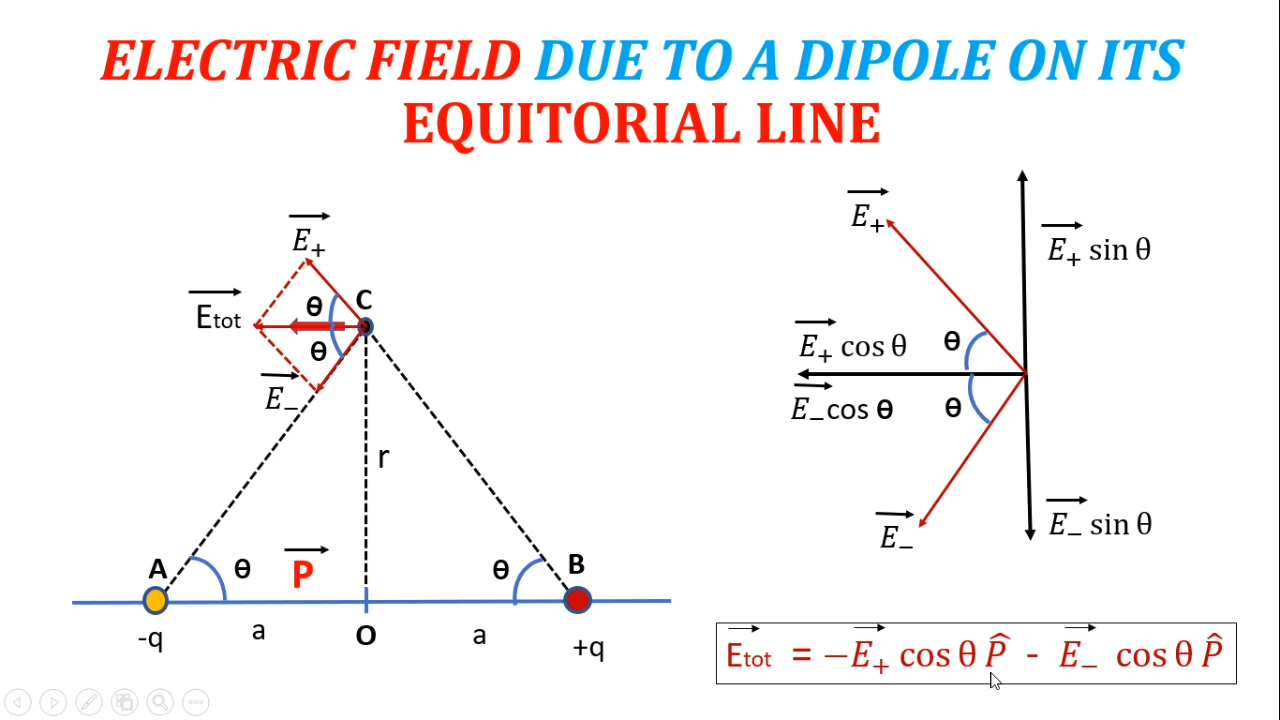 ELECTRIC FIELD DUE TO A DIPOLE ON ITS
EQUITORIAL LINE
E₊
Etot
θ
C
θ
E₋
r
A
θ
P
θ
B
-q
a
O
a
+q
E₊
E₊ sin θ
E₊ cos θ
θ
E₋cos θ
θ
E₋
E₋ sin θ
Etot = −E₊ cos θ P̂ - E₋ cos θ P̂